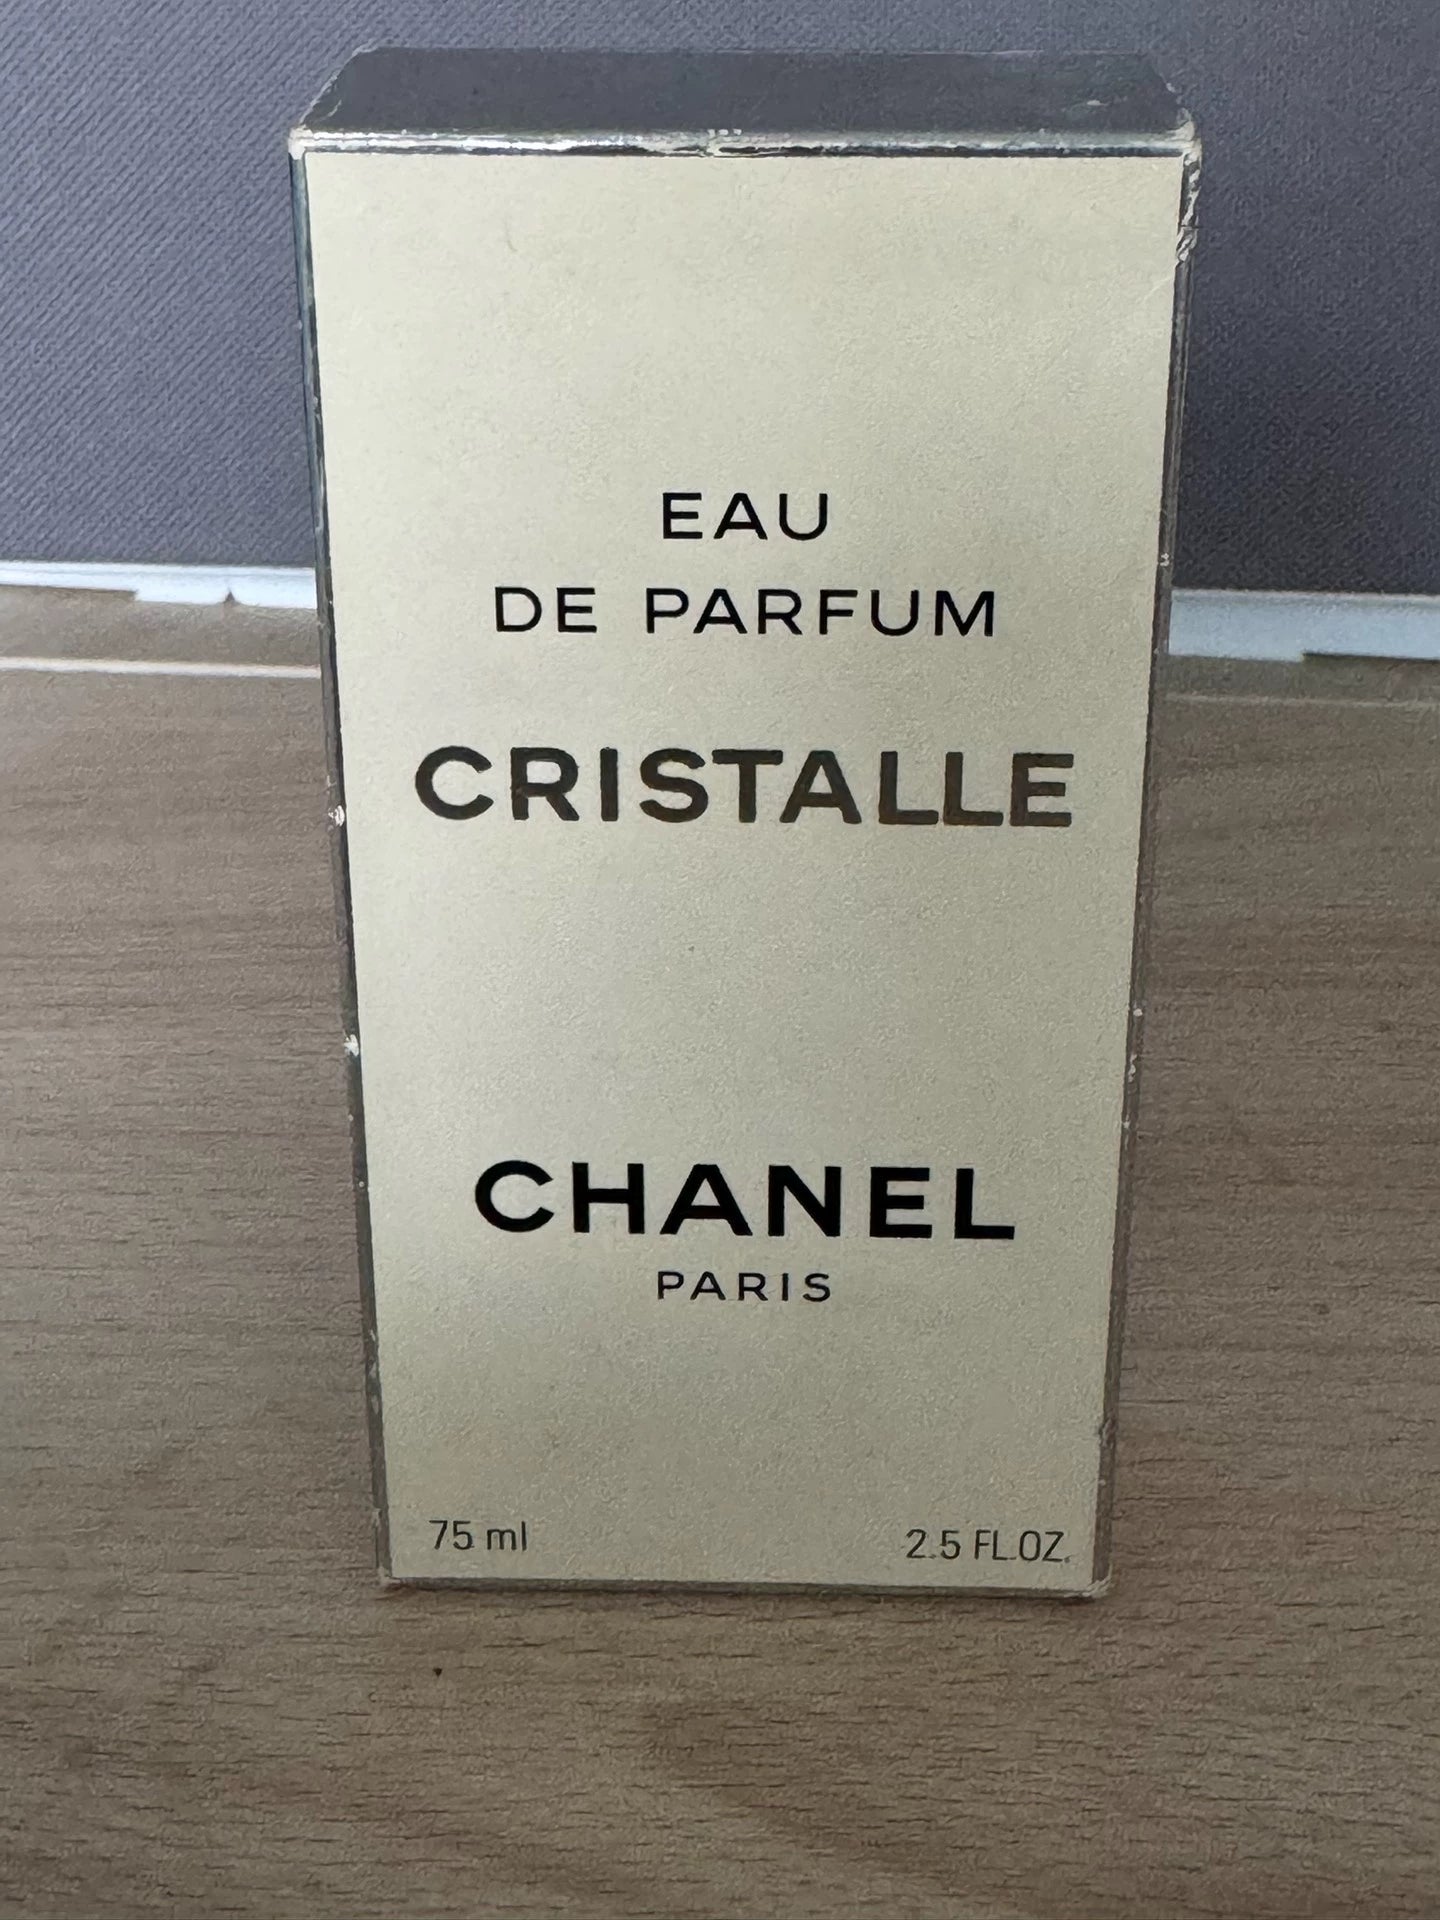 EAU
DE PARFUM
CRISTALLE
CHANEL
PARIS
75 ml 2.5 FL.OZ.